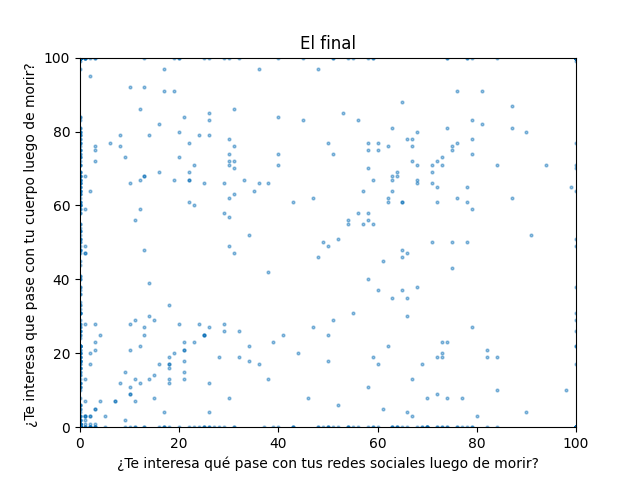 El final
100
80
60
40
20
0
¿Te interesa que pase con tu cuerpo luego de morir?
0 20 40 60 80 100
¿Te interesa qué pase con tus redes sociales luego de morir?